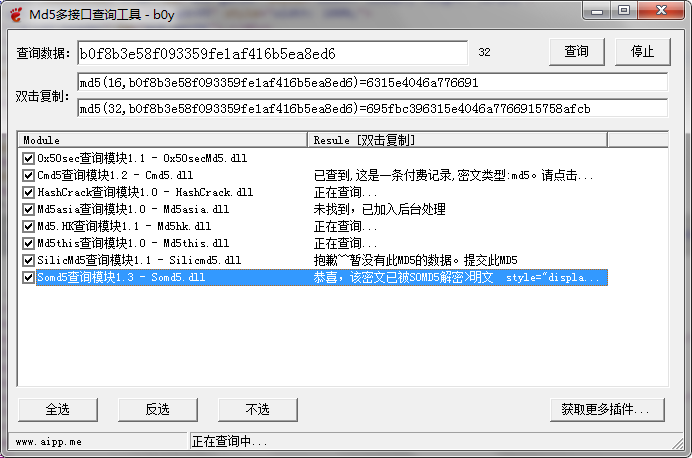 Md5多接口查询工具 - b0y
查询数据: b0f8b3e58f093359fe1af416b5ea8ed6 32 查询 停止
双击复制:
md5(16,b0f8b3e58f093359fe1af416b5ea8ed6)=6315e4046a776691
md5(32,b0f8b3e58f093359fe1af416b5ea8ed6)=695fbc396315e4046a7766915758afcb
Module Resule [双击复制]
0x50sec查询模块1.1 - 0x50secMd5.dll
Cmd5查询模块1.2 - Cmd5.dll 已查到,这是一条付费记录,密文类型:md5。请点击...
HashCrack查询模块1.0 - HashCrack.dll 正在查询...
Md5asia查询模块1.0 - Md5asia.dll 未找到，已加入后台处理
Md5.HK查询模块1.1 - Md5hk.dll 正在查询...
Md5this查询模块1.0 - Md5this.dll 正在查询...
SilicMd5查询模块1.1 - Silicmd5.dll 抱歉~~暂没有此MD5的数据。提交此MD5
Somd5查询模块1.3 - Somd5.dll 恭喜，该密文已被SOMD5解密>明文 style="displa...
全选 反选 不选 获取更多插件...
www.aipp.me 正在查询中...